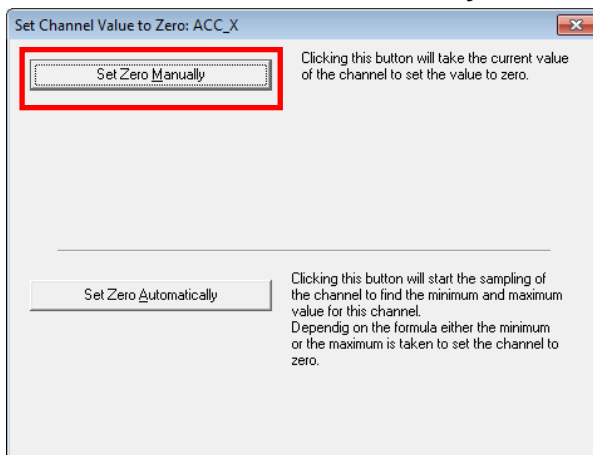 Set Channel Value to Zero: ACC_X
Set Zero Manually
Clicking this button will take the current value
of the channel to set the value to zero.
Set Zero Automatically
Clicking this button will start the sampling of
the channel to find the minimum and maximum
value for this channel.
Dependig on the formula either the minimum
or the maximum is taken to set the channel to
zero.